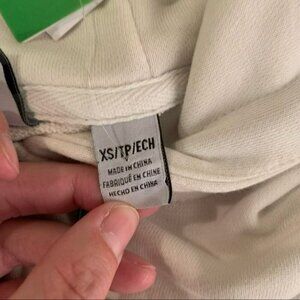 XS/TP/ECH
MADE IN CHINA
FABRIQUÉ EN CHINE
HECHO EN CHINA